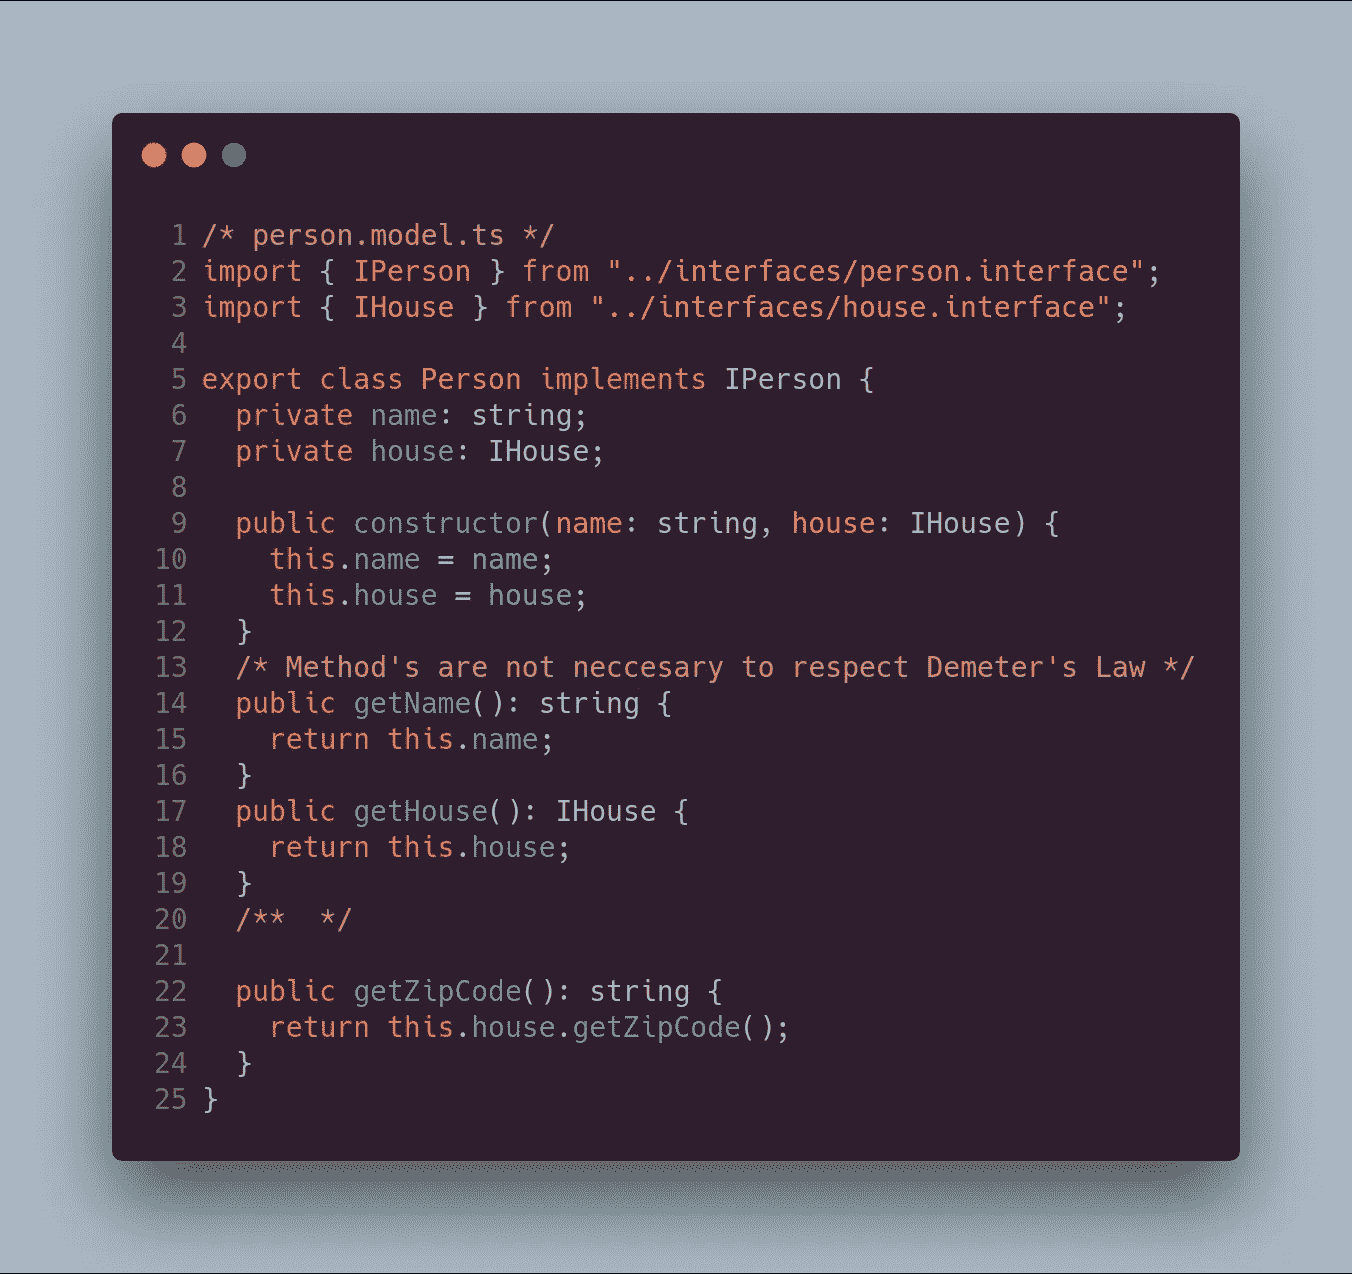 1 /* person.model.ts */
2 import { IPerson } from "../interfaces/person.interface";
3 import { IHouse } from "../interfaces/house.interface";
4
5 export class Person implements IPerson {
6   private name: string;
7   private house: IHouse;
8
9   public constructor(name: string, house: IHouse) {
10     this.name = name;
11     this.house = house;
12   }
13   /* Method's are not neccesary to respect Demeter's Law */
14   public getName(): string {
15     return this.name;
16   }
17   public getHouse(): IHouse {
18     return this.house;
19   }
20   /**  */
21
22   public getZipCode(): string {
23     return this.house.getZipCode();
24   }
25 }